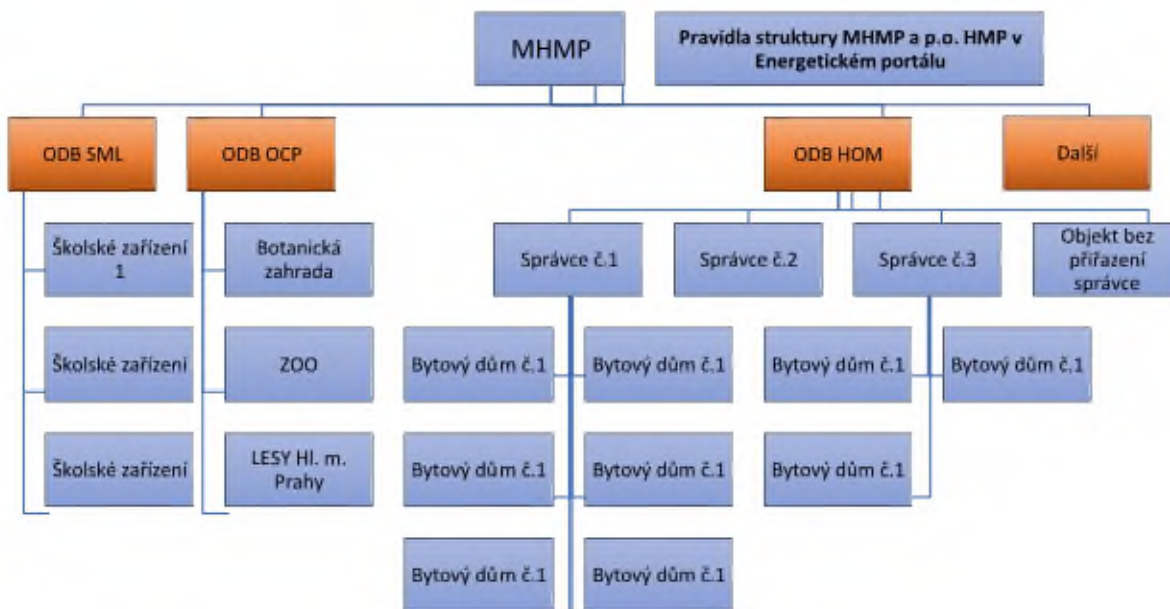 MHMP
Pravidla struktury MHMP a p.o. HMP v
Energetickém portálu
ODB SML
ODB OCP
ODB HOM
Další
Školské zařízení
1
Botanická
zahrada
Správce č.1
Správce č.2
Správce č.3
Objekt bez
přiřazení
správce
Školské zařízení
ZOO
Bytový dům č.1
Bytový dům č.1
Bytový dům č.1
Bytový dům č.1
Školské zařízení
LESY Hl. m.
Prahy
Bytový dům č.1
Bytový dům č.1
Bytový dům č.1
Bytový dům č.1
Bytový dům č.1